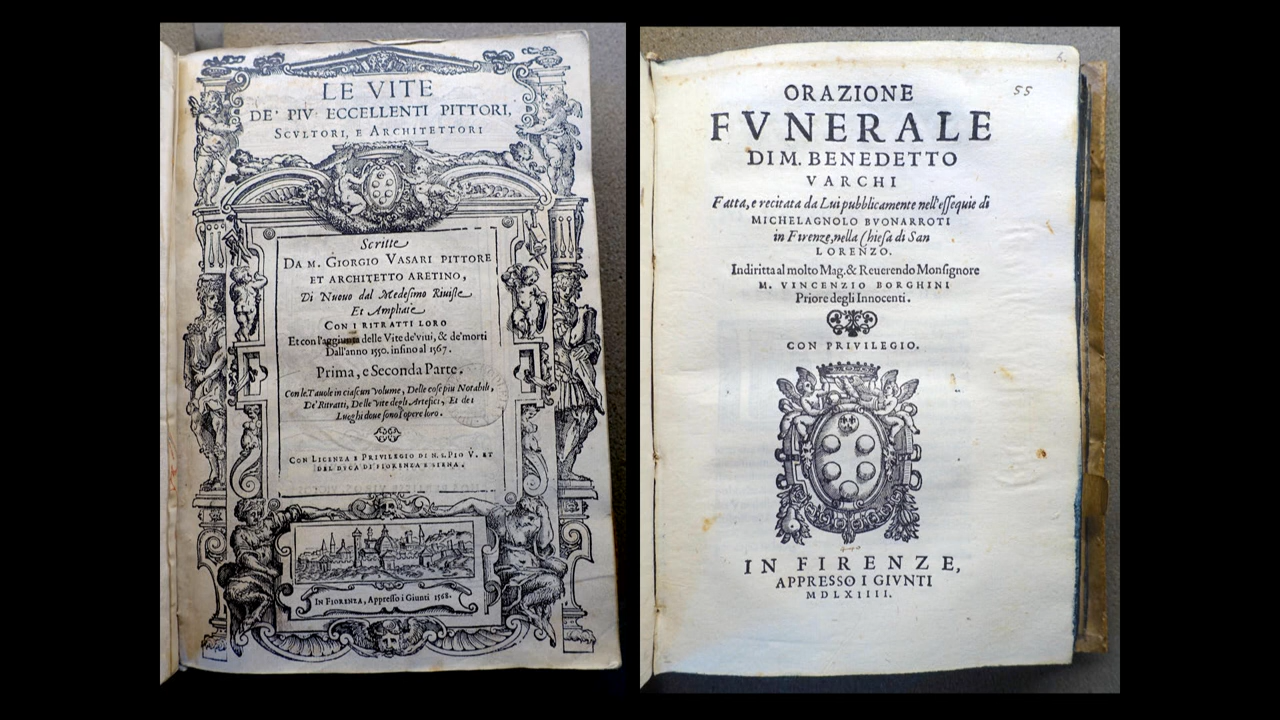 LE VITE
DE' PIV ECCELLENTI PITTORI,
SCVLTORI, E ARCHITETTORI
Scritte
DA M. GIORGIO VASARI PITTORE
ET ARCHITETTO ARETINO,
Di Nuouo dal Medesimo Riuiste
Et Ampliate
CON I RITRATTI LORO
Et con l'aggiunta delle Vite de' viui, & de' morti
Dall'anno 1550. infino al 1567.
Prima, e Seconda Parte.
Con le Tauole in ciascun volume, Delle cose piu Notabili,
De' Ritratti, Delle vite degli Artefici, Et dei
Luoghi doue sono l'opere loro.
CON LICENZA E PRIVILEGIO DI N. S. PIO V. ET
DEL DVCA DI FIORENZA E SIENA.
IN FIORENZA, Appresso i Giunti 1568.
55
ORAZIONE
FVNERALE
DI M. BENEDETTO
VARCHI
Fatta, e recitata da Lui pubblicamente nell'essequie di
MICHELAGNOLO BVONARROTI
in Firenze, nella Chiesa di San
LORENZO.
Indiritta al molto Mag. & Reuerendo Monsignore
M. VINCENZIO BORGHINI
Priore degli Innocenti.
CON PRIVILEGIO.
IN FIRENZE,
APPRESSO I GIVNTI
MDLXIIII.